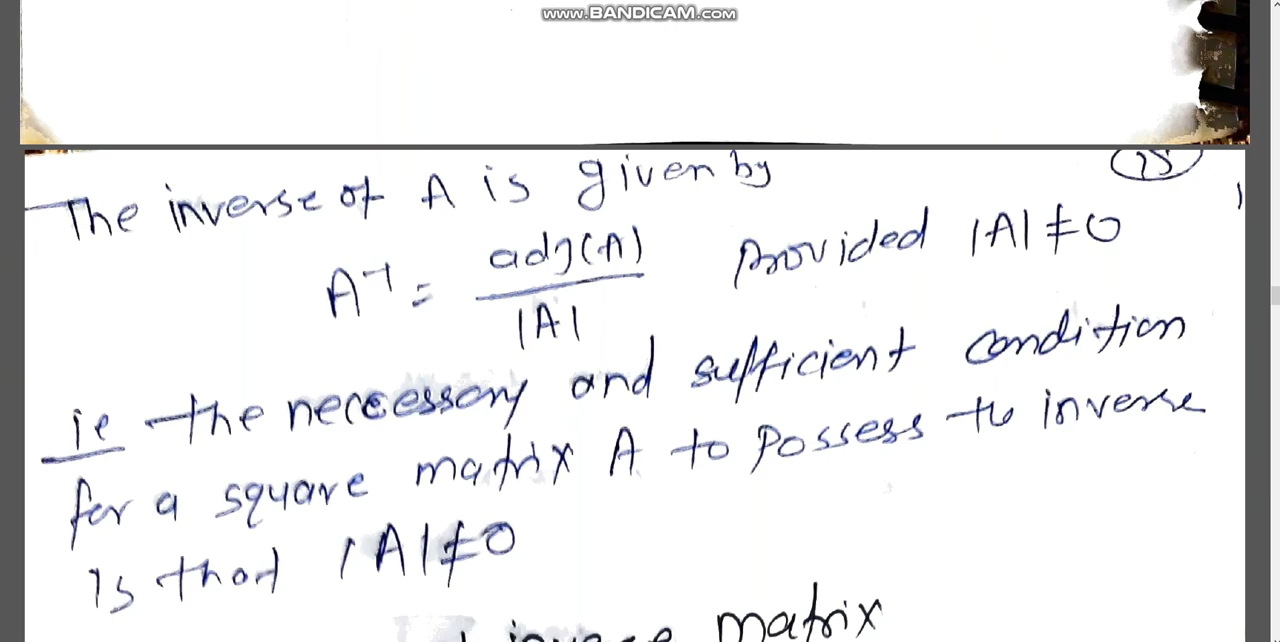 www.BANDICAM.com
The inverse of A is given by
A⁻¹ = adj(A) / |A| Provided |A| ≠ 0
ie the necessary and sufficient condition
for a square matrix A to possess the inverse
is that |A| ≠ 0
matrix